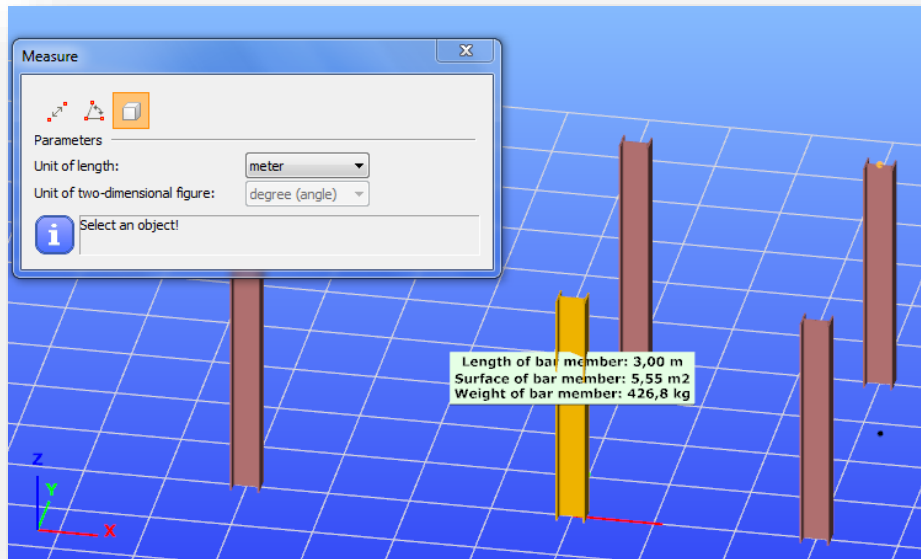 Measure
Parameters
Unit of length:
meter
Unit of two-dimensional figure:
degree (angle)
Select an object!
Length of bar member: 3,00 m
Surface of bar member: 5,55 m2
Weight of bar member: 426,8 kg
Z
Y
X